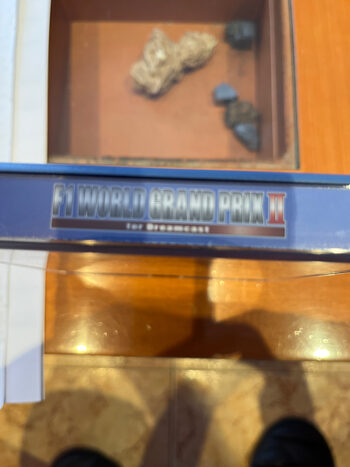 F1 WORLD GRAND PRIX II
for Dreamcast